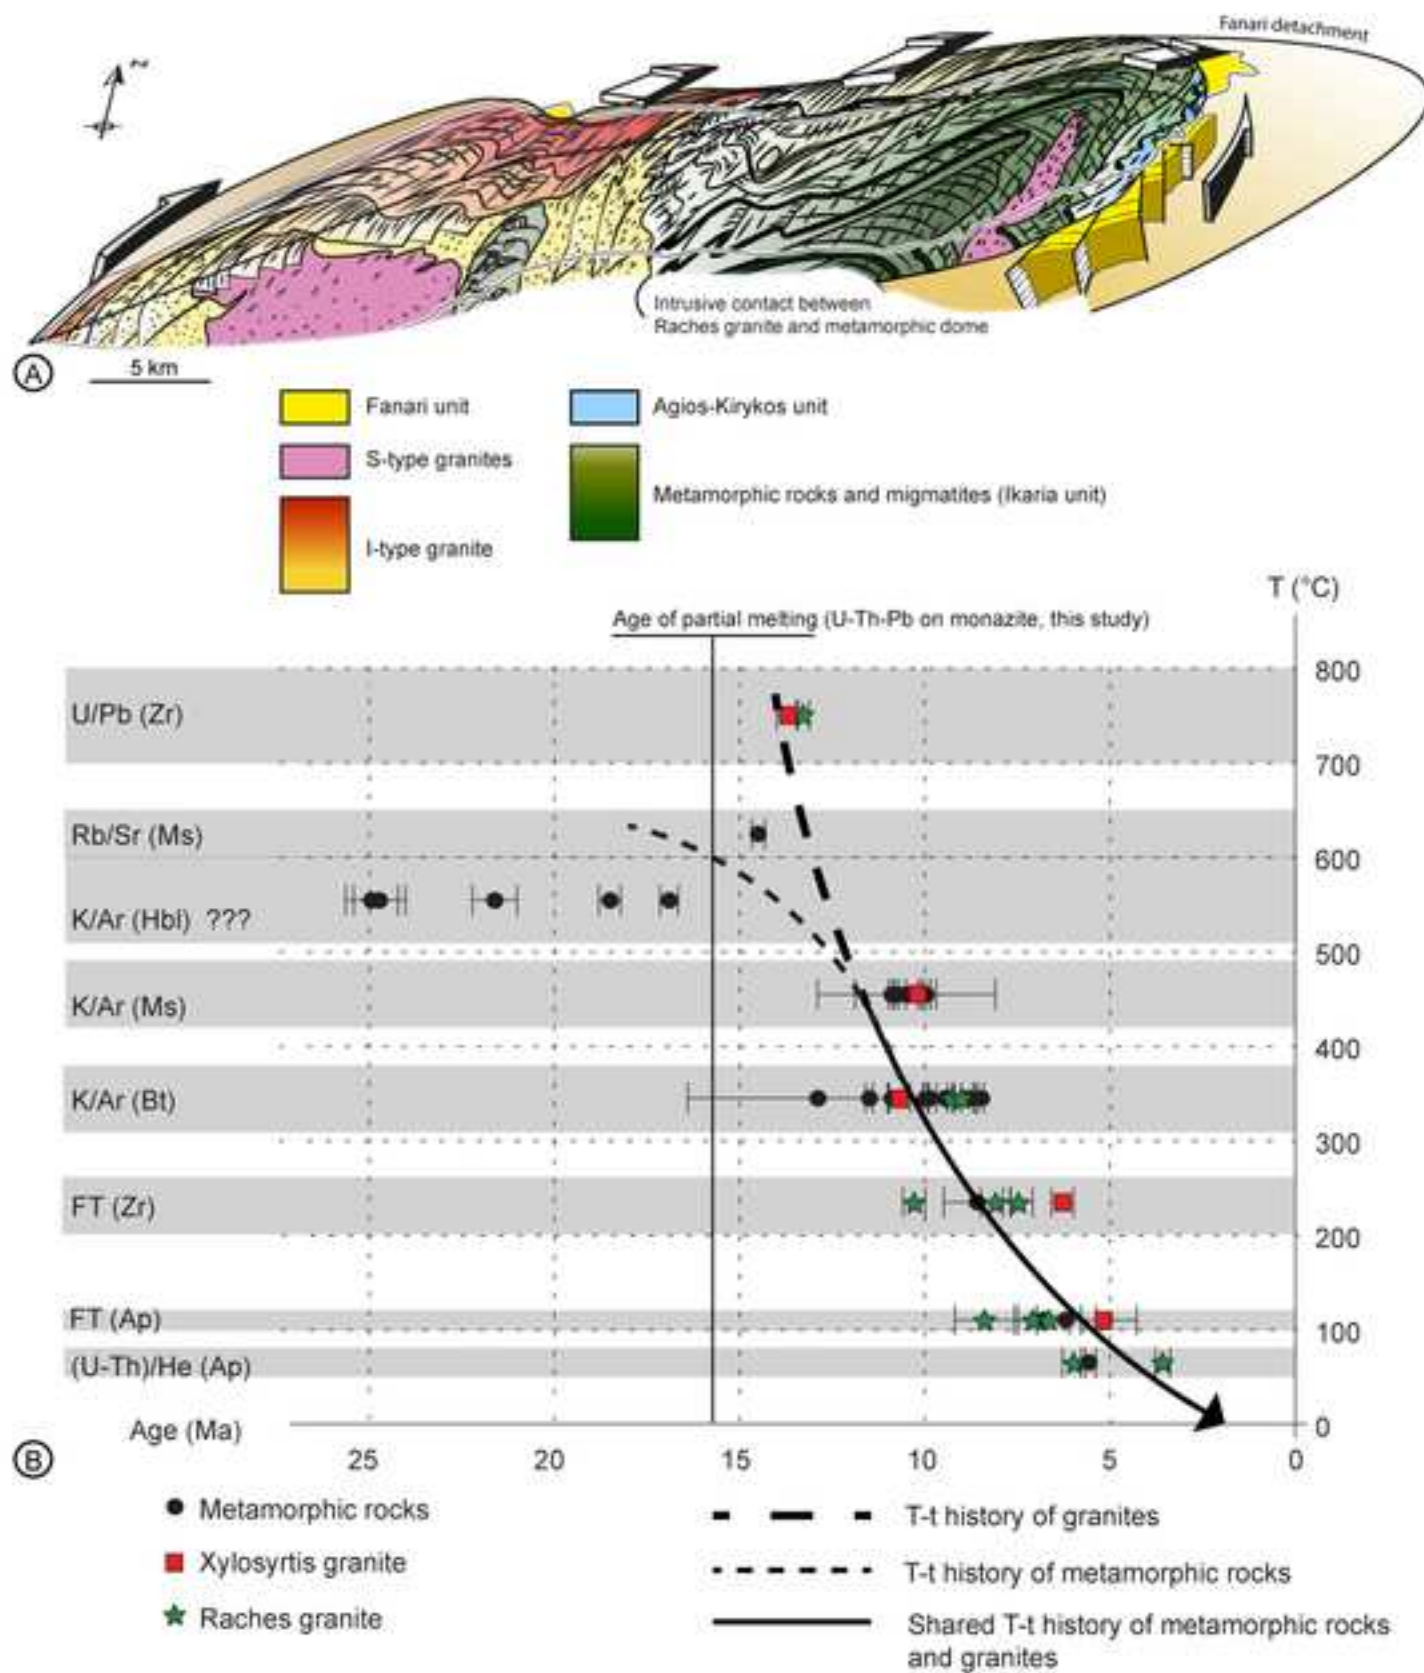 Fanari detachment
N
Intrusive contact between
Raches granite and metamorphic dome
A
5 km
Fanari unit
Agios-Kirykos unit
S-type granites
Metamorphic rocks and migmatites (Ikaria unit)
I-type granite
T (°C)
Age of partial melting (U-Th-Pb on monazite, this study)
800
U/Pb (Zr)
700
Rb/Sr (Ms)
600
K/Ar (Hbl) ???
500
K/Ar (Ms)
400
K/Ar (Bt)
300
FT (Zr)
200
FT (Ap)
100
(U-Th)/He (Ap)
0
Age (Ma)
B
25 20 15 10 5 0
Metamorphic rocks
T-t history of granites
Xylosyrtis granite
T-t history of metamorphic rocks
Raches granite
Shared T-t history of metamorphic rocks
and granites